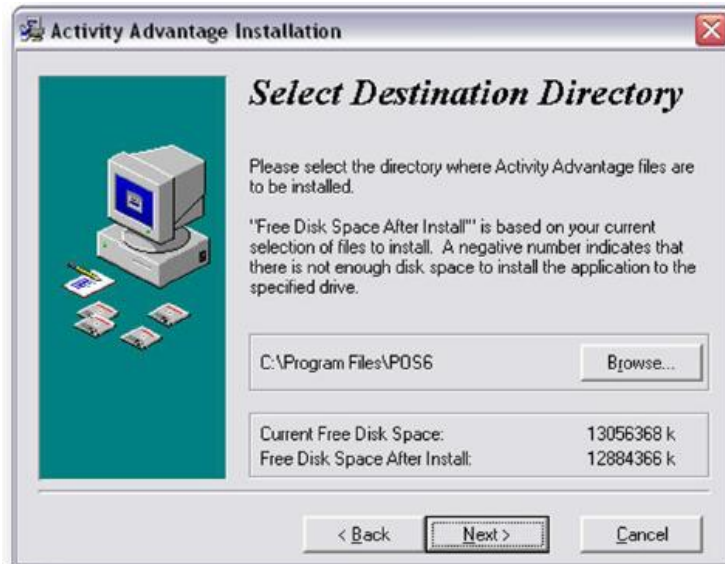 Activity Advantage Installation
Select Destination Directory
Please select the directory where Activity Advantage files are
to be installed.
"Free Disk Space After Install'" is based on your current
selection of files to install. A negative number indicates that
there is not enough disk space to install the application to the
specified drive.
C:\Program Files\POS6
Browse...
Current Free Disk Space: 13056368 k
Free Disk Space After Install: 12884366 k
< Back Next > Cancel